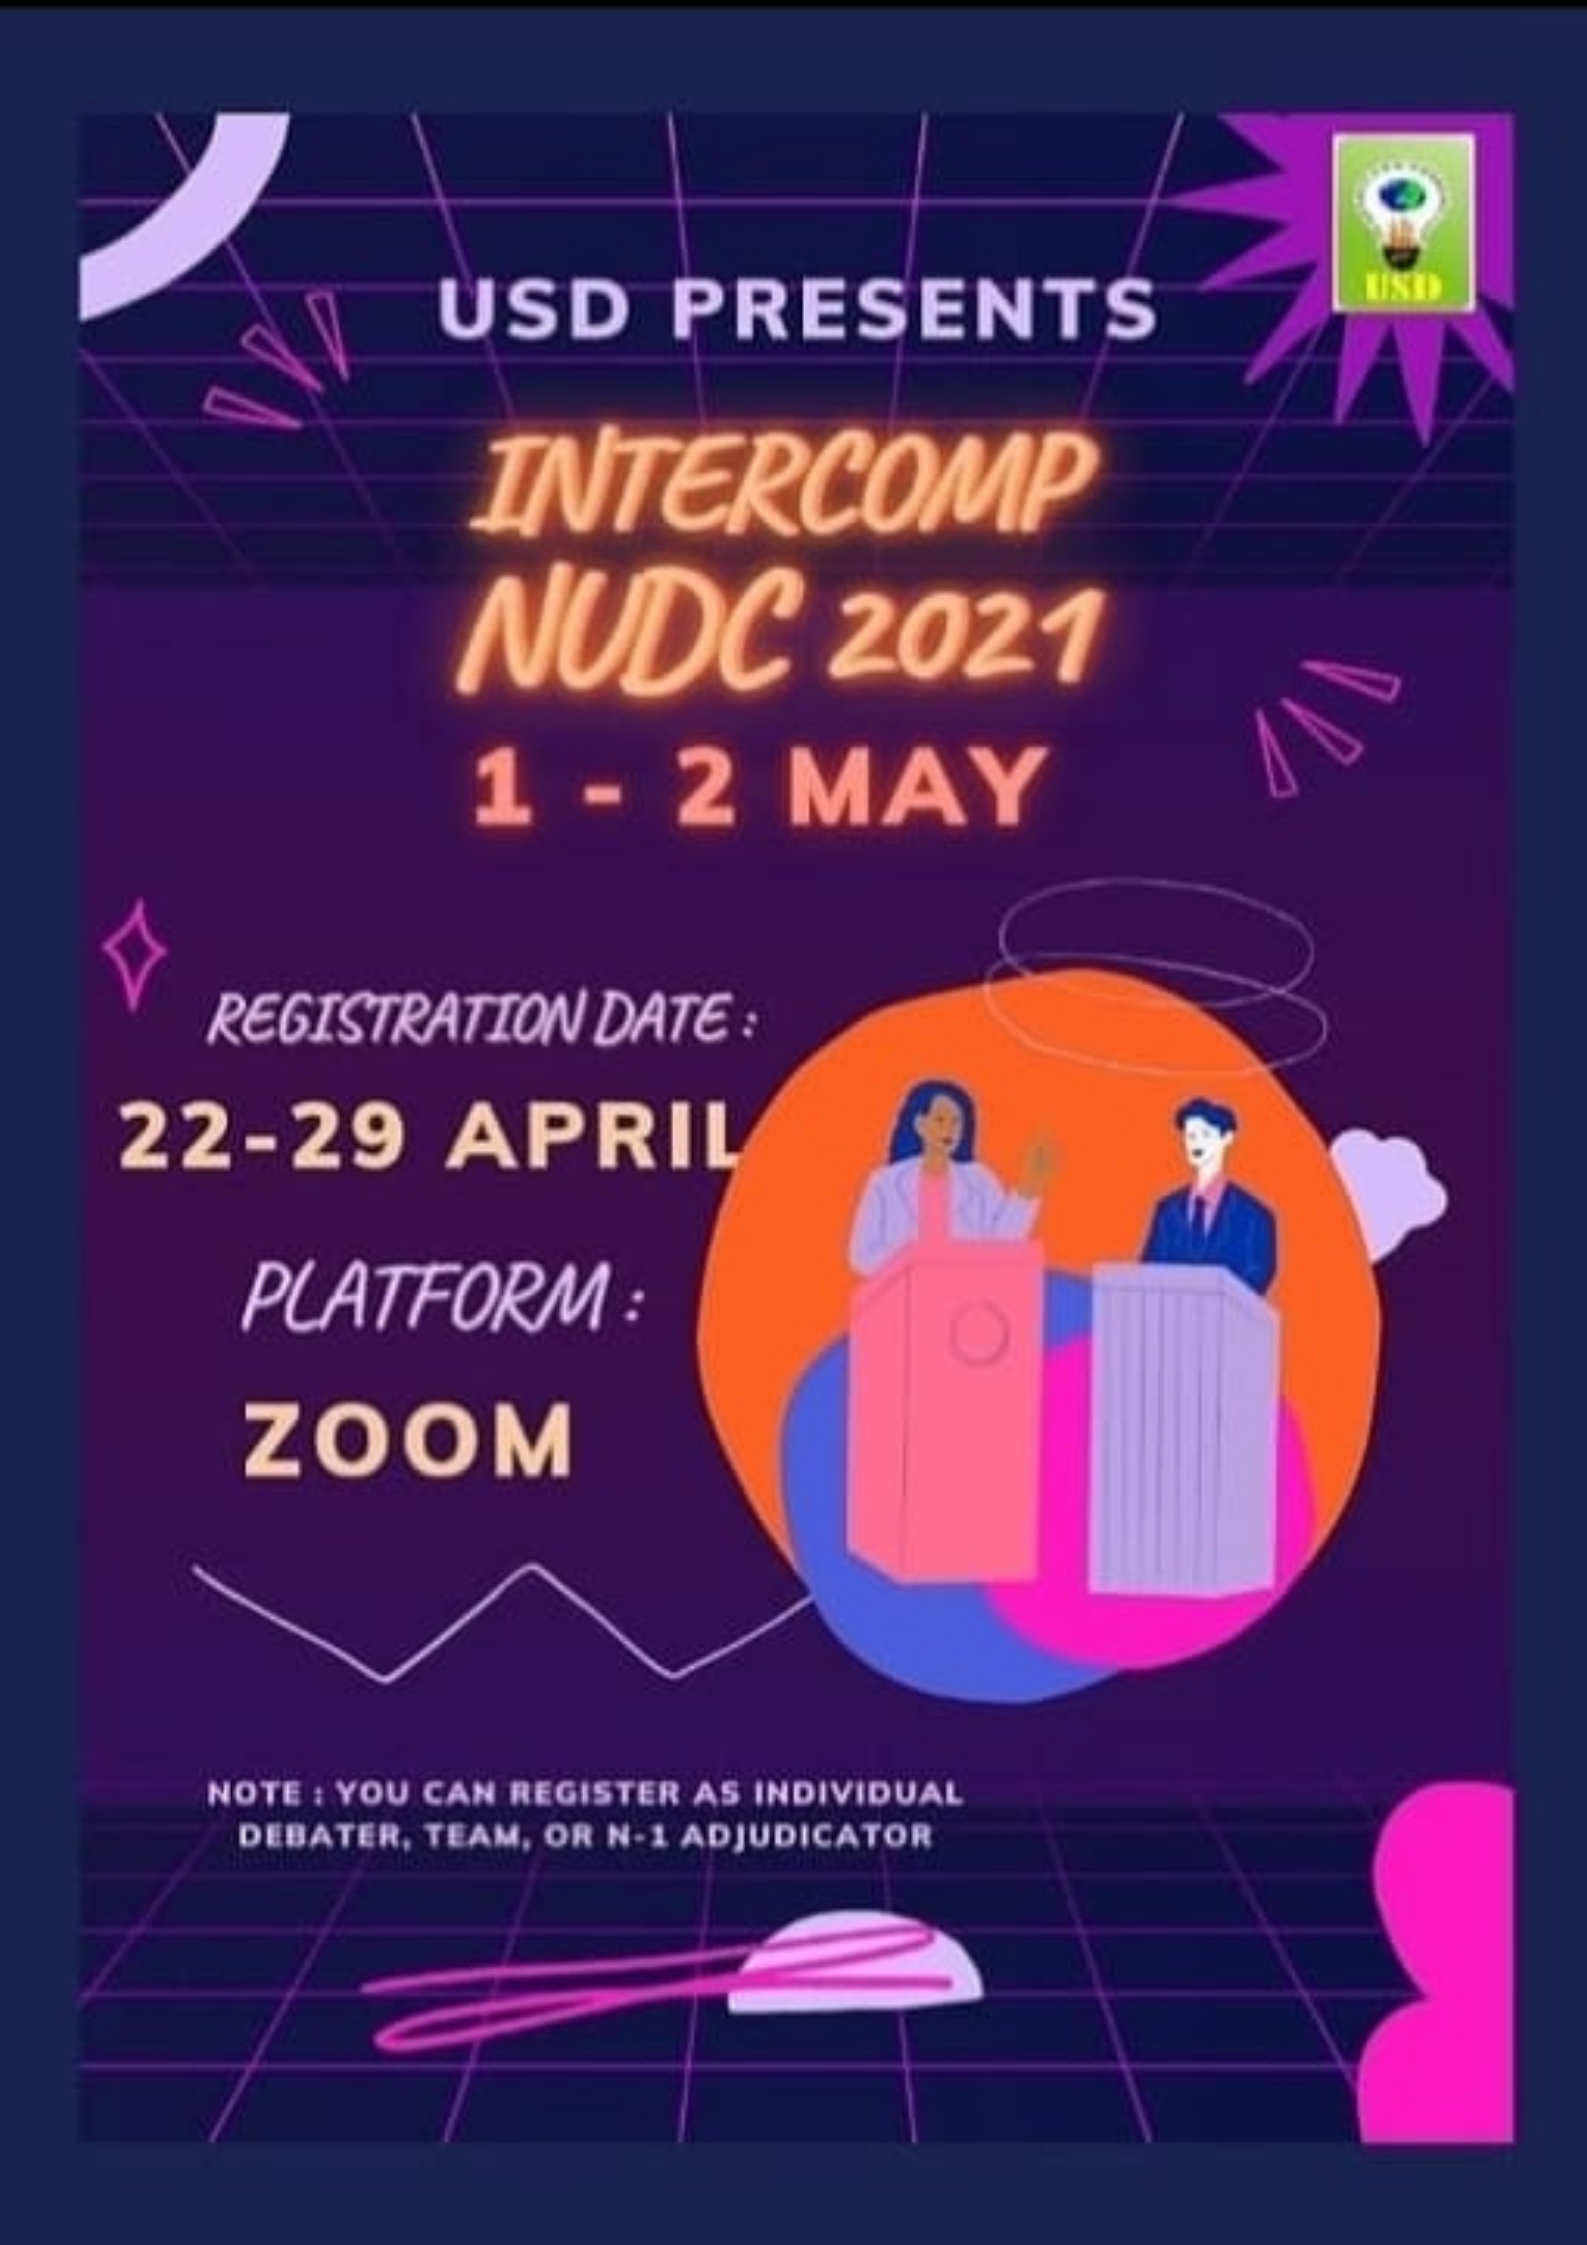 USD
USD PRESENTS
INTERCOMP
NUDC 2021
1 - 2 MAY
REGISTRATION DATE :
22-29 APRIL
PLATFORM :
ZOOM
NOTE : YOU CAN REGISTER AS INDIVIDUAL
DEBATER, TEAM, OR N-1 ADJUDICATOR